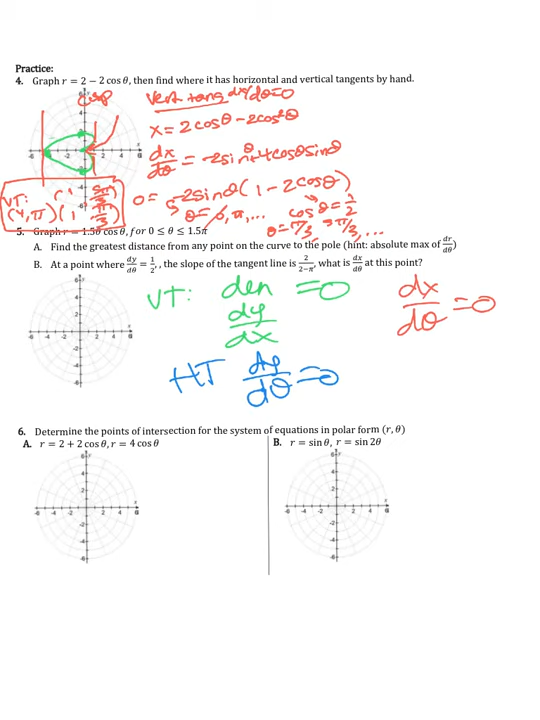 Practice:
4. Graph r = 2 − 2 cos θ, then find where it has horizontal and vertical tangents by hand.
cusp
Vert tang dx/dθ=0
x = 2cosθ - 2cos²θ
dx/dθ = -2sinθ+4cosθsinθ
0 = -2sinθ(1 - 2cosθ)
θ = 0, π, ...
cosθ = 1/2
θ = π/3, 5π/3, ...
VT: (1, π/3)
(4, π) (1, 5π/3)
5. Graph r = 1.5θ cos θ, for 0 ≤ θ ≤ 1.5π
A. Find the greatest distance from any point on the curve to the pole (hint: absolute max of dr/dθ)
B. At a point where dy/dθ = 1/2, , the slope of the tangent line is 2/(2−π), what is dx/dθ at this point?
VT: den = 0
dy/dx
dx/dθ = 0
HT dy/dθ = 0
6. Determine the points of intersection for the system of equations in polar form (r, θ)
A. r = 2 + 2 cos θ, r = 4 cos θ
B. r = sin θ, r = sin 2θ